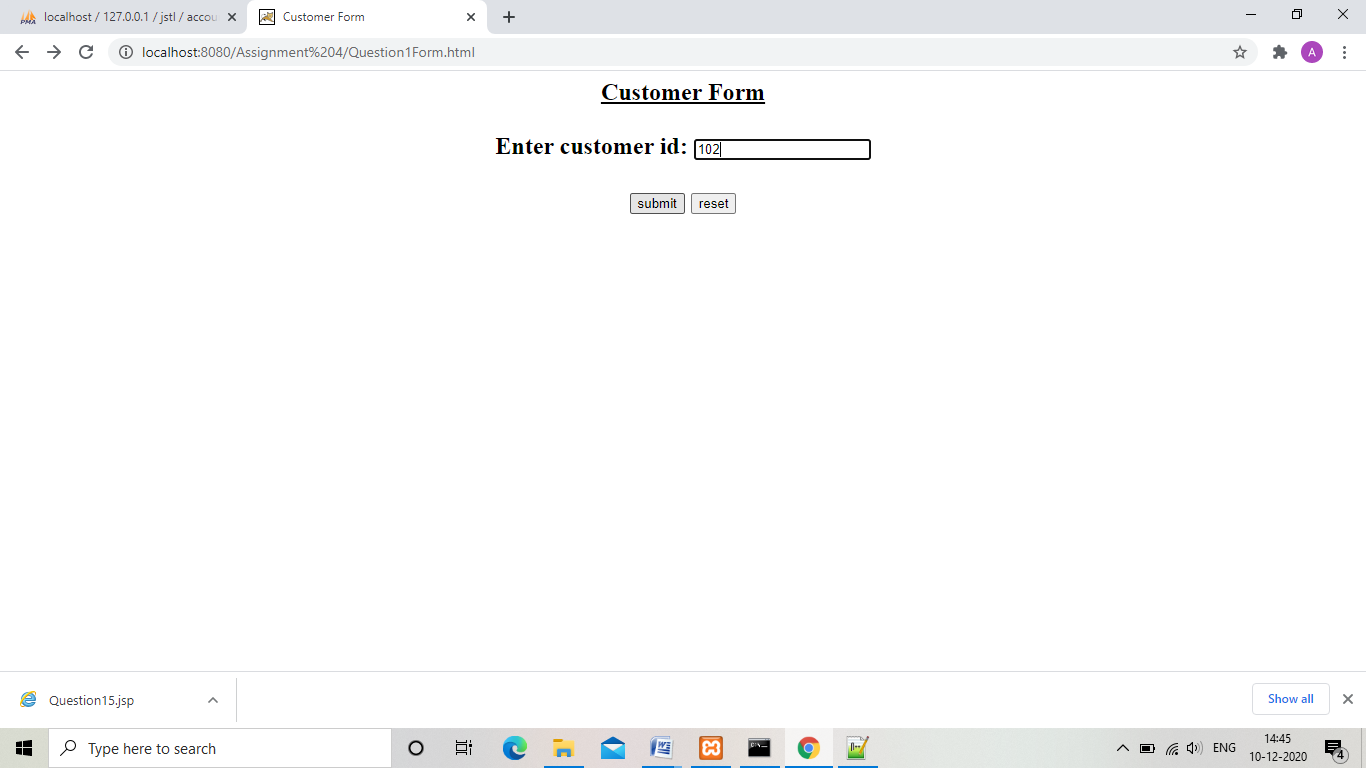 localhost / 127.0.0.1 / jstl / accou
Customer Form
A
localhost:8080/Assignment%204/Question1Form.html
Customer Form
Enter customer id: 102
submit reset
Question15.jsp
Show all
Type here to search
ENG
14:45
10-12-2020
4